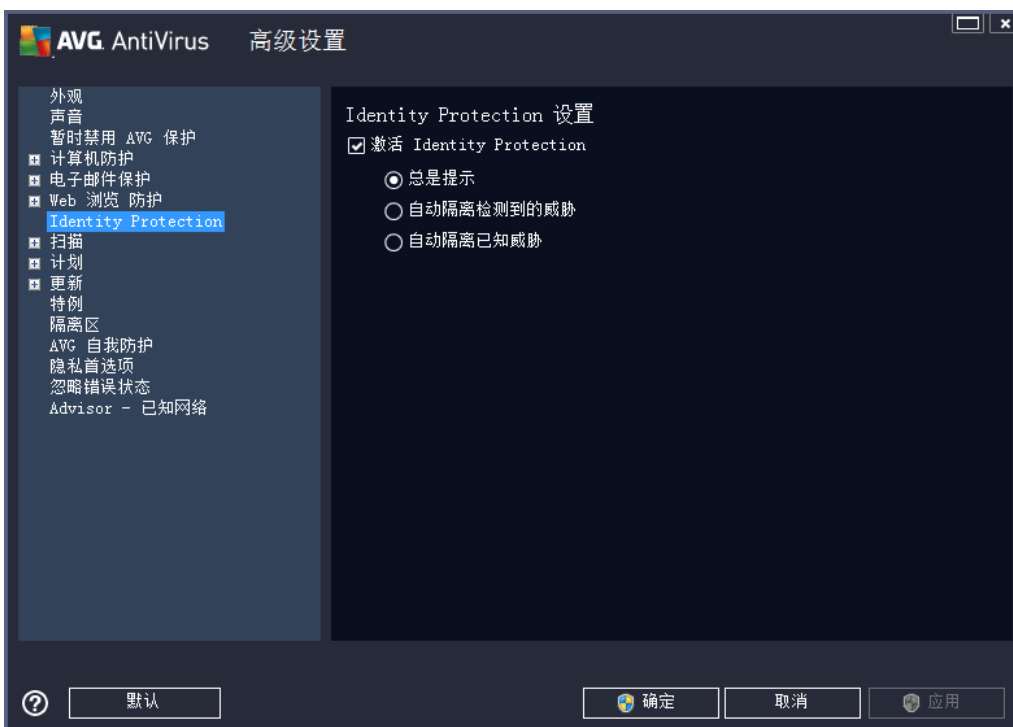 AVG AntiVirus 高级设置
外观
声音
暂时禁用 AVG 保护
计算机防护
电子邮件保护
Web 浏览 防护
Identity Protection
扫描
计划
更新
特例
隔离区
AVG 自我防护
隐私首选项
忽略错误状态
Advisor - 已知网络
Identity Protection 设置
激活 Identity Protection
总是提示
自动隔离检测到的威胁
自动隔离已知威胁
默认
确定
取消
应用